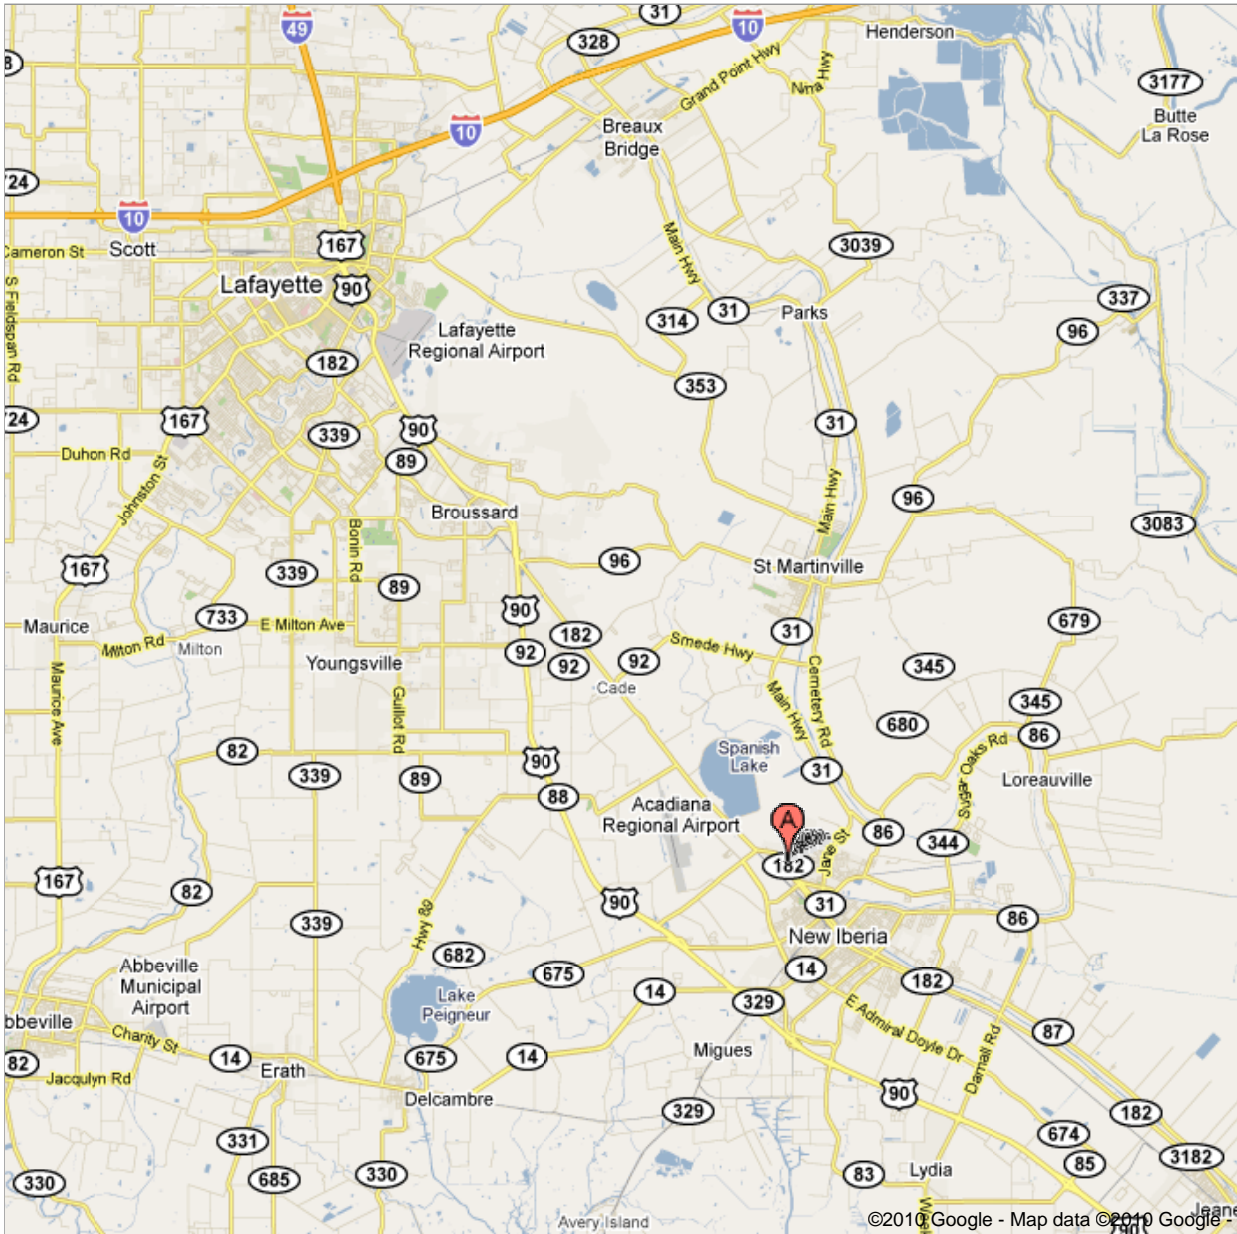 31
49
10
328
Henderson
8
Grand Point Hwy
Nina Hwy
3177
Butte
La Rose
10
Breaux
Bridge
724
10
Scott
Cameron St
167
Main Hwy
3039
Lafayette
90
S Fieldspan Rd
337
314
31
Parks
96
Lafayette
Regional Airport
182
353
724
167
339
90
31
Duhon Rd
89
Johnston St
Main Hwy
96
Broussard
3083
Bonin Rd
167
339
89
96
St Martinville
90
733
E Milton Ave
679
Maurice
182
31
Milton Rd
Milton
92
92
92
Smede Hwy
345
Youngsville
Cade
Cemetery Rd
Maurice Ave
Guillot Rd
Main Hwy
345
680
86
82
90
Spanish
Lake
Sugar Oaks Rd
339
89
31
Loreauville
88
Acadiana
Regional Airport
A
86
344
Jane St
182
167
82
90
31
339
Hwy 89
86
New Iberia
682
Abbeville
Municipal
Airport
675
14
182
Lake
Peigneur
14
329
E Admiral Doyle Dr
bbeville
Charity St
87
Darnall Rd
14
675
14
Migues
82
Erath
Jacqulyn Rd
Delcambre
90
329
182
331
674
3182
85
330
685
330
83
Lydia
Jeane
Avery Island
©2010 Google - Map data ©2010 Google -
90